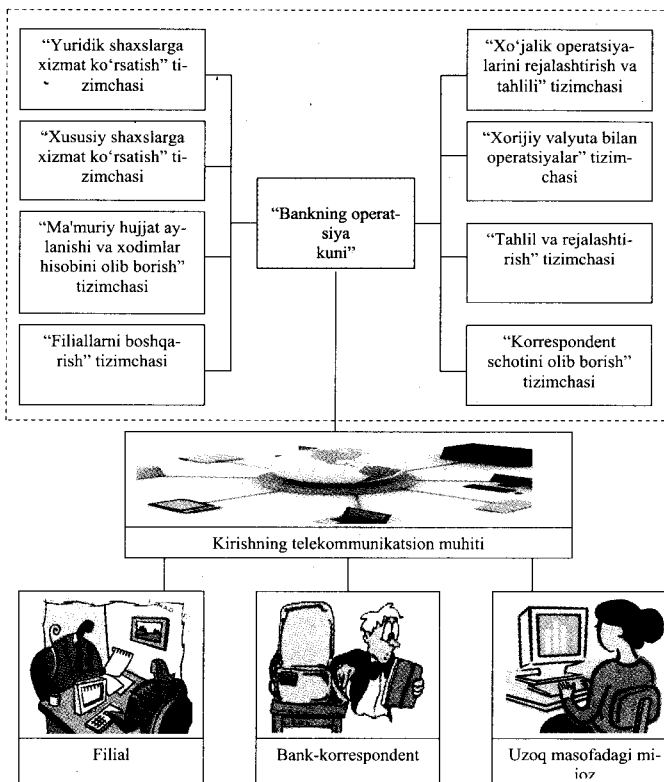 “Yuridik shaxslarga
xizmat ko‘rsatish” ti-
zimchasi
“Xususiy shaxslarga
xizmat ko‘rsatish” ti-
zimchasi
“Ma'muriy hujjat ay-
lanishi va xodimlar
hisobini olib borish”
tizimchasi
“Filiallarni boshqa-
rish” tizimchasi
“Bankning operat-
siya
kuni”
“Xo‘jalik operatsiya-
larini rejalashtirish va
tahlili” tizimchasi
“Xorijiy valyuta bilan
operatsiyalar” tizim-
chasi
“Tahlil va rejalashti-
rish” tizimchasi
“Korrespondent
schotini olib borish”
tizimchasi
Kirishning telekommunikatsion muhiti
Filial
Bank-korrespondent
Uzoq masofadagi mi-
joz